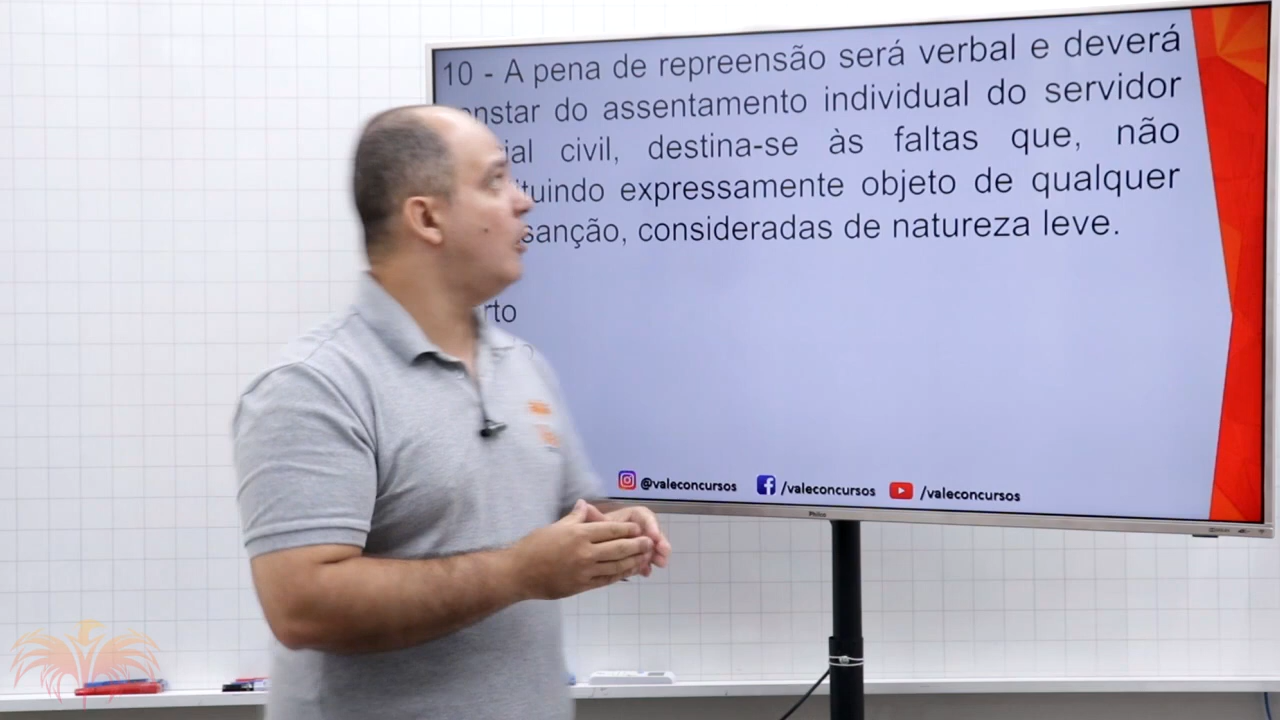 10 - A pena de repreensão será verbal e deverá
do assentamento individual do servidor
civil, destina-se às faltas que, não
expressamente objeto de qualquer
sanção, consideradas de natureza leve.
@valeconcursos /valeconcursos /valeconcursos
Philco